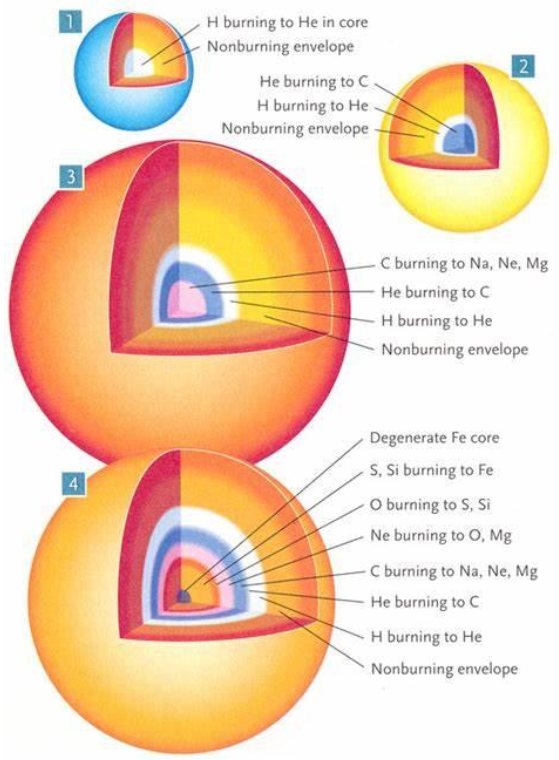 1
H burning to He in core
Nonburning envelope
2
He burning to C
H burning to He
Nonburning envelope
3
C burning to Na, Ne, Mg
He burning to C
H burning to He
Nonburning envelope
4
Degenerate Fe core
S, Si burning to Fe
O burning to S, Si
Ne burning to O, Mg
C burning to Na, Ne, Mg
He burning to C
H burning to He
Nonburning envelope